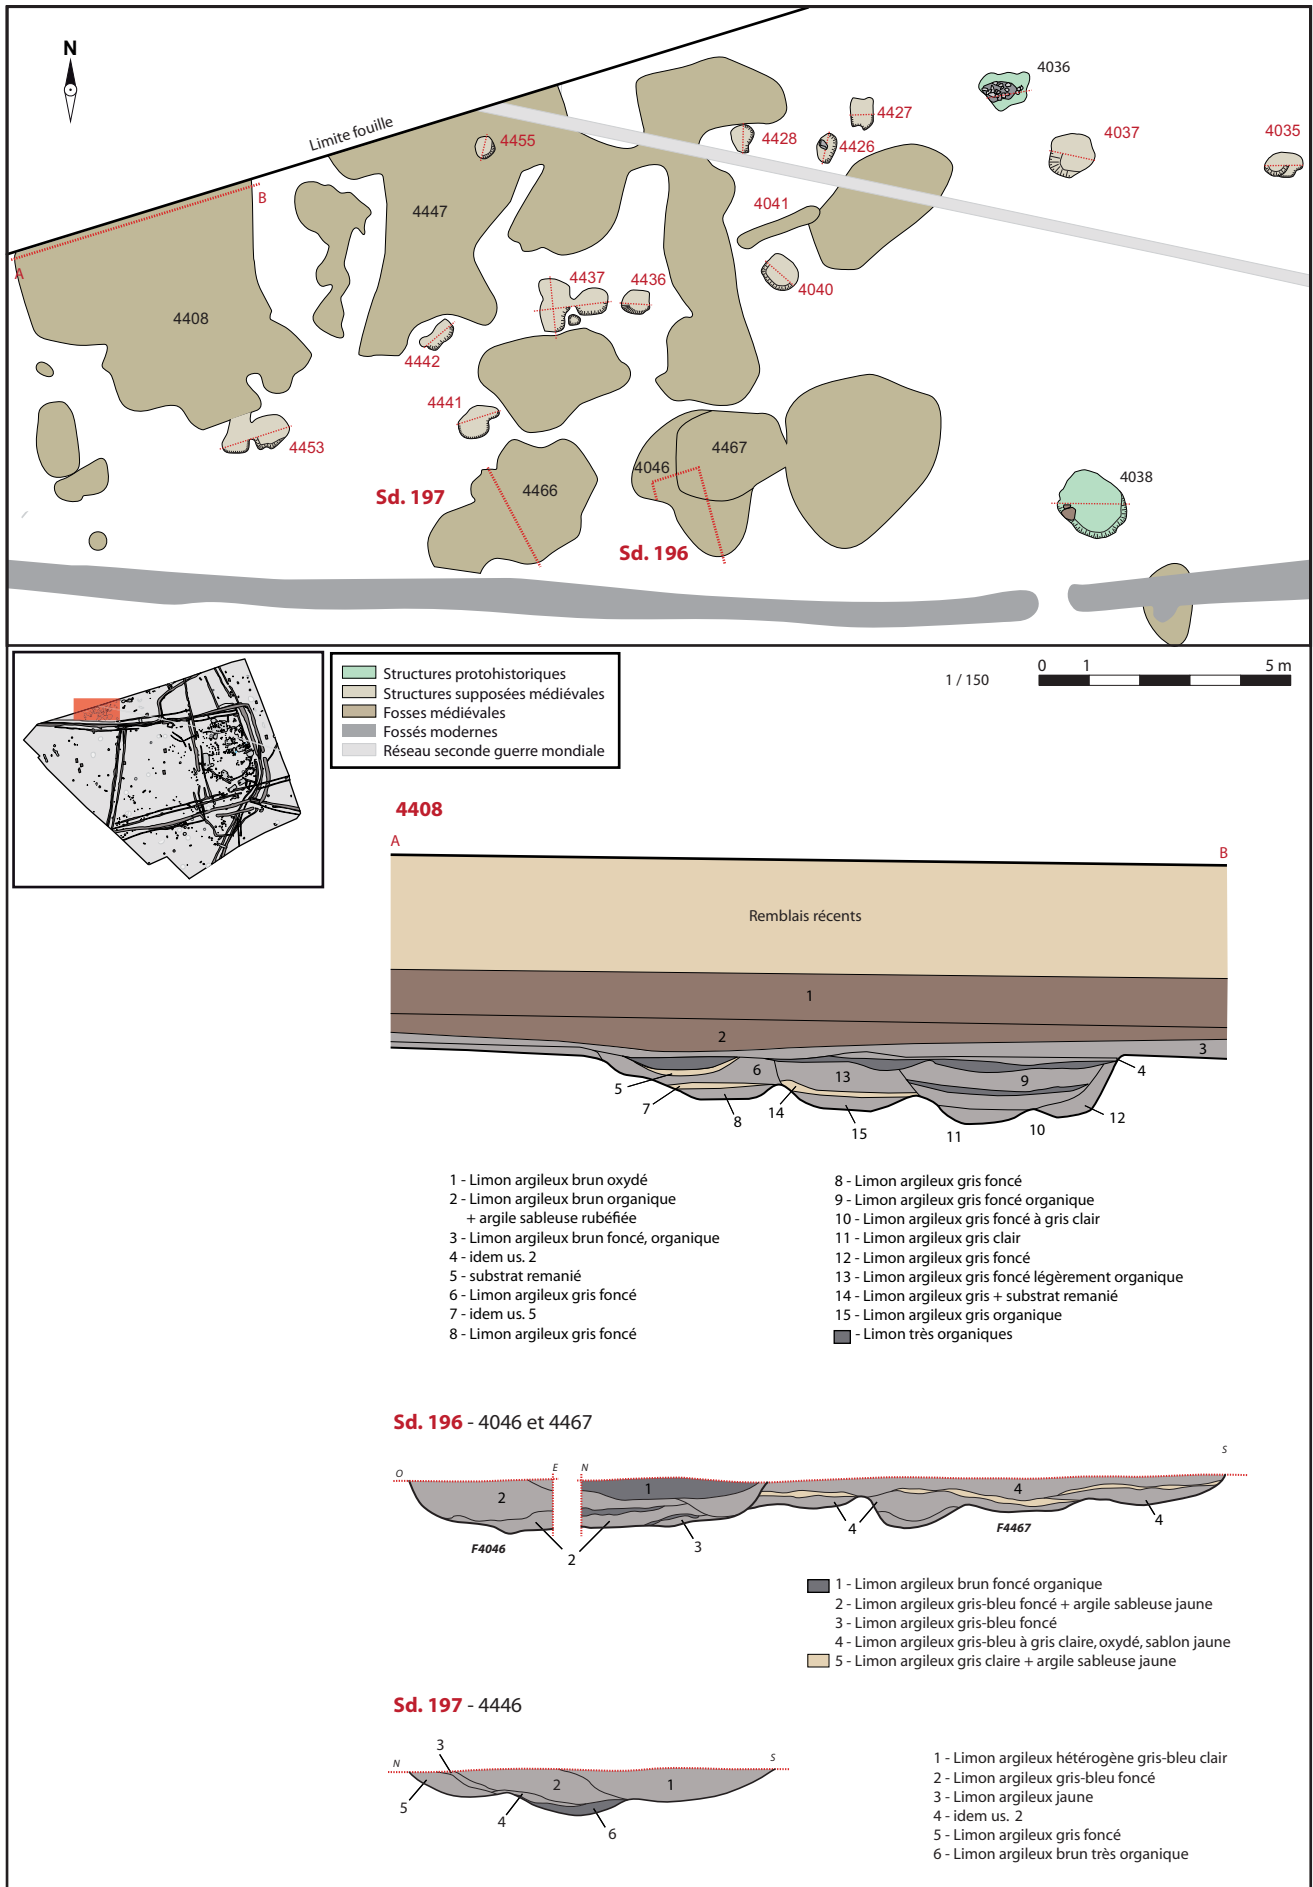 N
Limite fouille
4036
4427
4428
4426
4037
4035
4455
B
4447
4041
A
4437
4436
4040
4408
4442
4441
4453
4467
4046
Sd. 197
4466
4038
Sd. 196
Structures protohistoriques
Structures supposées médiévales
Fosses médiévales
Fossés modernes
Réseau seconde guerre mondiale
1 / 150
0 1 5 m
4408
A
B
Remblais récents
1
2
3
4
5
6
13
9
7
14
8
12
15
11
10
1 - Limon argileux brun oxydé
2 - Limon argileux brun organique
+ argile sableuse rubéfiée
3 - Limon argileux brun foncé, organique
4 - idem us. 2
5 - substrat remanié
6 - Limon argileux gris foncé
7 - idem us. 5
8 - Limon argileux gris foncé
8 - Limon argileux gris foncé
9 - Limon argileux gris foncé organique
10 - Limon argileux gris foncé à gris clair
11 - Limon argileux gris clair
12 - Limon argileux gris foncé
13 - Limon argileux gris foncé légèrement organique
14 - Limon argileux gris + substrat remanié
15 - Limon argileux gris organique
- Limon très organiques
Sd. 196 - 4046 et 4467
O
E
N
S
2
1
4
F4046
2
3
4
F4467
4
1 - Limon argileux brun foncé organique
2 - Limon argileux gris-bleu foncé + argile sableuse jaune
3 - Limon argileux gris-bleu foncé
4 - Limon argileux gris-bleu à gris claire, oxydé, sablon jaune
5 - Limon argileux gris claire + argile sableuse jaune
Sd. 197 - 4446
N
3
S
2
1
5
4
6
1 - Limon argileux hétérogène gris-bleu clair
2 - Limon argileux gris-bleu foncé
3 - Limon argileux jaune
4 - idem us. 2
5 - Limon argileux gris foncé
6 - Limon argileux brun très organique